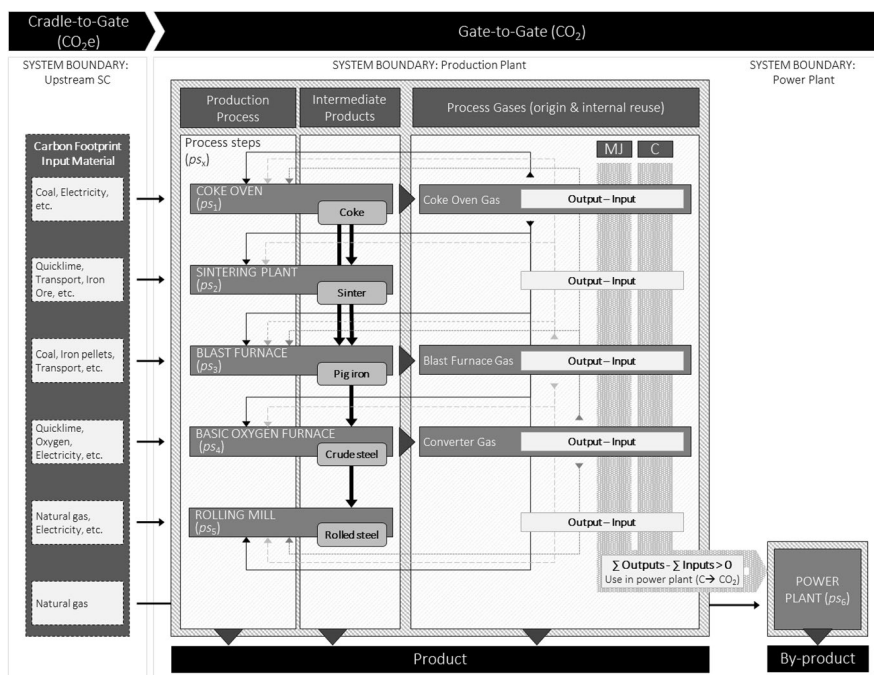 Cradle-to-Gate
(CO₂e)
Gate-to-Gate (CO₂)
SYSTEM BOUNDARY:
Upstream SC
SYSTEM BOUNDARY: Production Plant
SYSTEM BOUNDARY:
Power Plant
Production
Process
Intermediate
Products
Process Gases (origin & internal reuse)
Carbon Footprint
Input Material
Process steps
(psₓ)
MJ
C
Coal, Electricity,
etc.
COKE OVEN
(ps₁)
Coke
Coke Oven Gas
Output – Input
Quicklime,
Transport, Iron
Ore, etc.
SINTERING PLANT
(ps₂)
Sinter
Output – Input
Coal, Iron pellets,
Transport, etc.
BLAST FURNACE
(ps₃)
Pig iron
Blast Furnace Gas
Output – Input
Quicklime,
Oxygen,
Electricity, etc.
BASIC OXYGEN FURNACE
(ps₄)
Crude steel
Converter Gas
Output – Input
Natural gas,
Electricity, etc.
ROLLING MILL
(ps₅)
Rolled steel
Output – Input
∑ Outputs - ∑ Inputs > 0
Use in power plant (C→ CO₂)
Natural gas
POWER
PLANT (ps₆)
Product
By-product